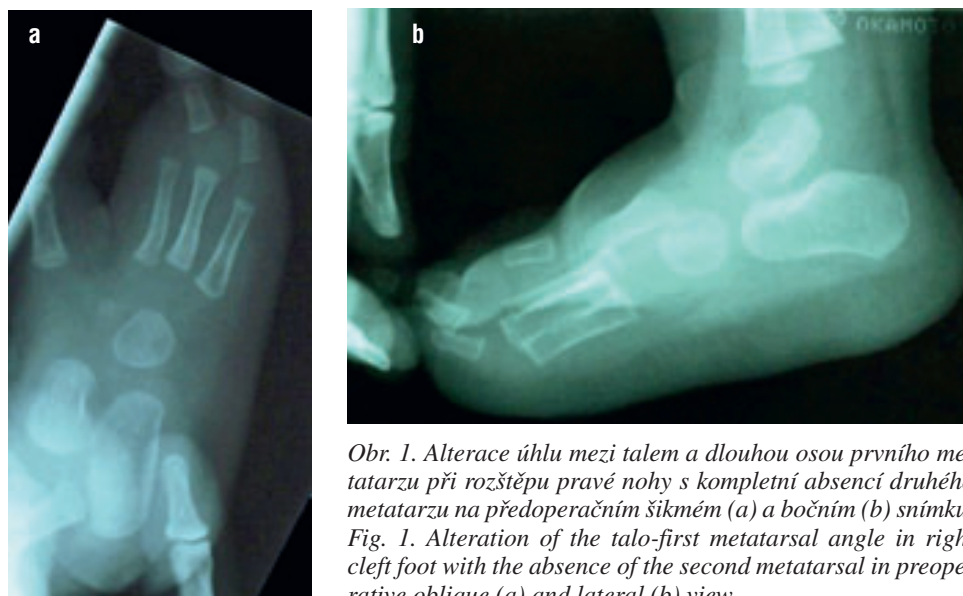 a
b
OKAMOTO
Obr. 1. Alterace úhlu mezi talem a dlouhou osou prvního me-
tatarzu při rozštěpu pravé nohy s kompletní absencí druhéh
metatarzu na předoperačním šikmém (a) a bočním (b) snímku
Fig. 1. Alteration of the talo-first metatarsal angle in righ
cleft foot with the absence of the second metatarsal in preope
rative oblique (a) and lateral (b) view